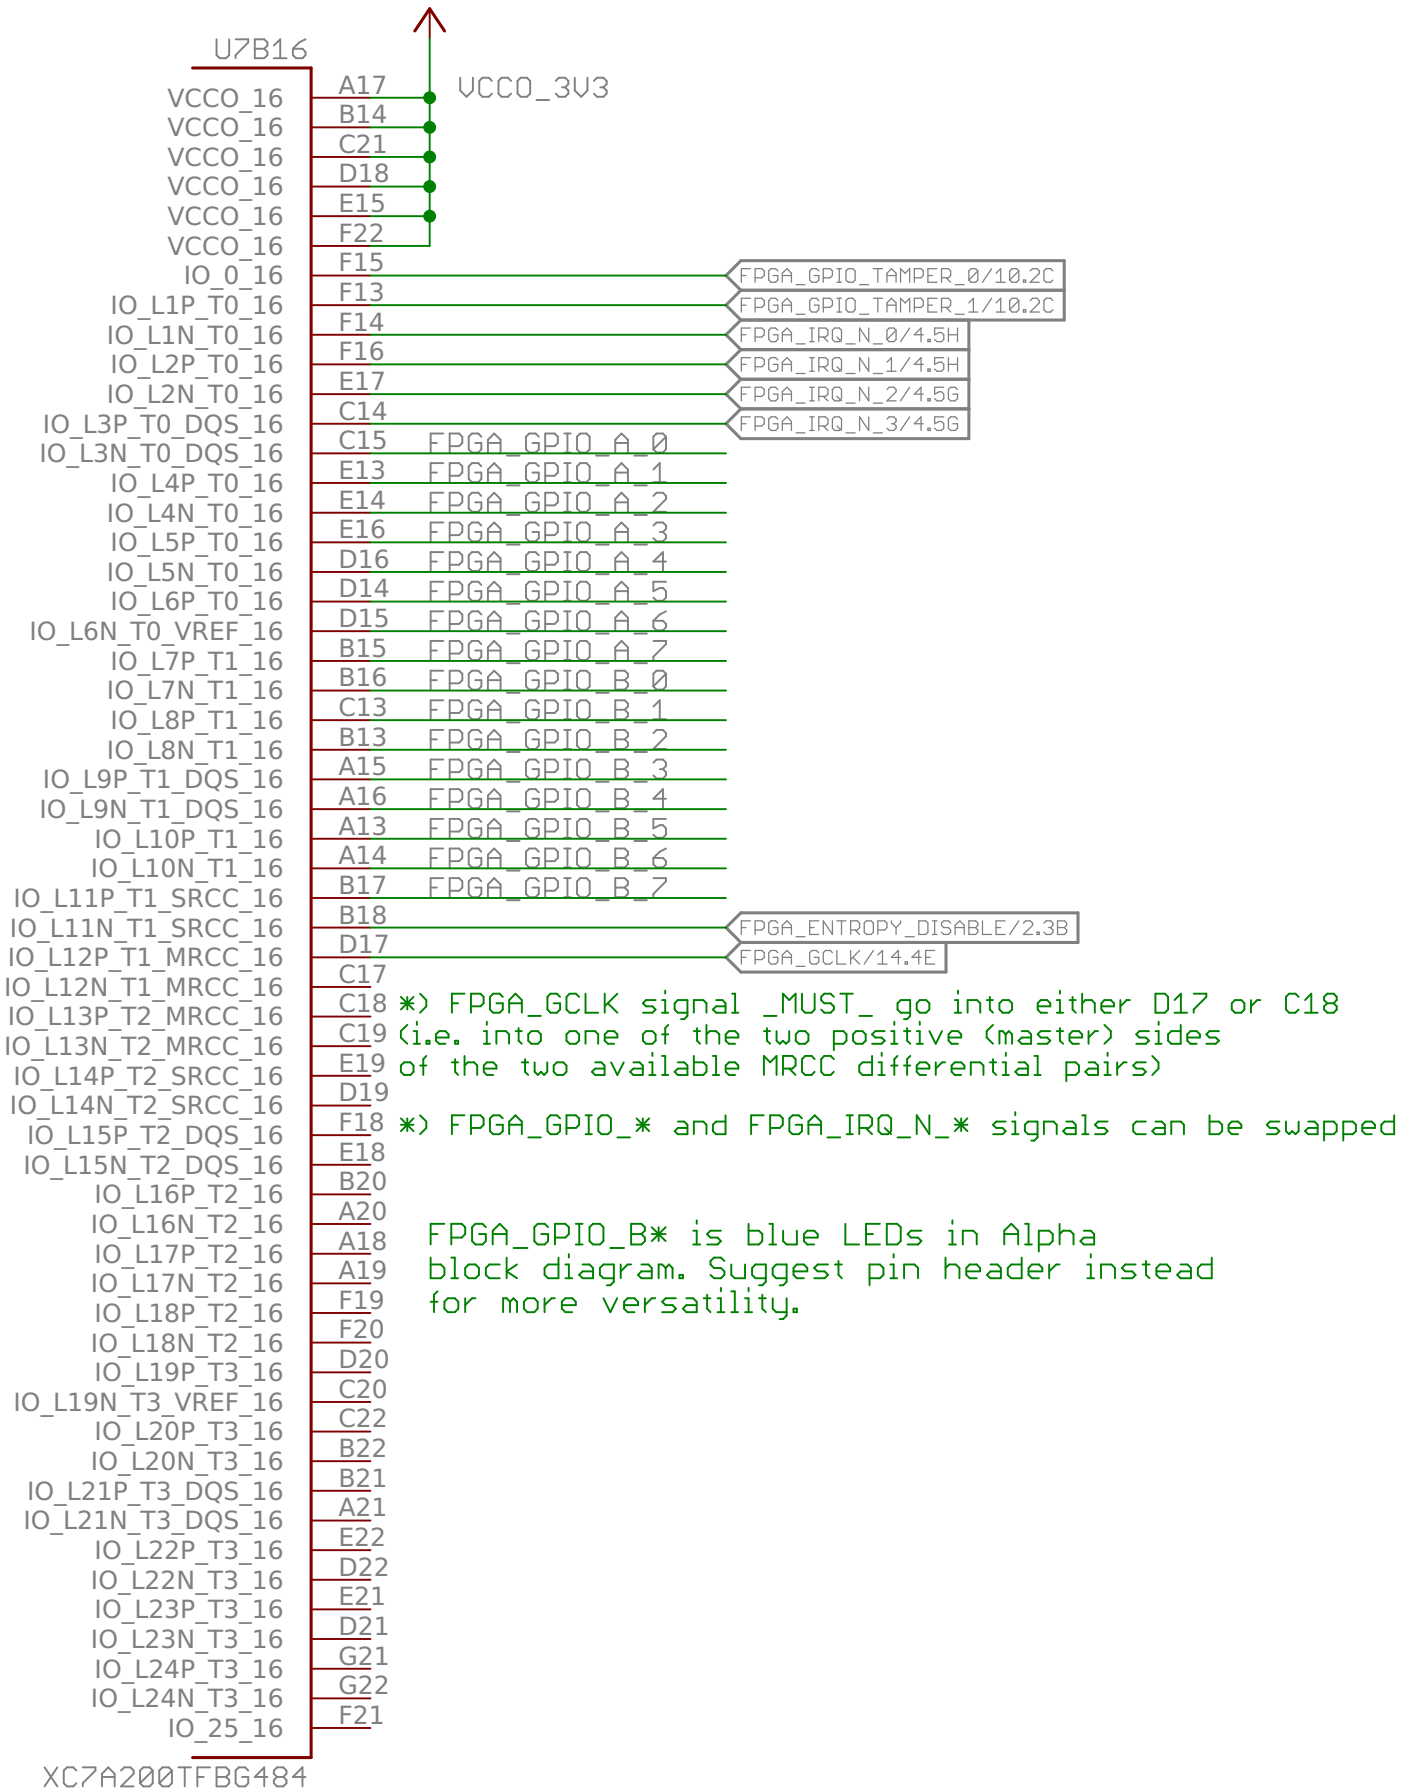 U7B16
VCCO_3V3
VCCO_16 A17
VCCO_16 B14
VCCO_16 C21
VCCO_16 D18
VCCO_16 E15
VCCO_16 F22
IO_0_16 F15 FPGA_GPIO_TAMPER_0/10.2C
IO_L1P_T0_16 F13 FPGA_GPIO_TAMPER_1/10.2C
IO_L1N_T0_16 F14 FPGA_IRQ_N_0/4.5H
IO_L2P_T0_16 F16 FPGA_IRQ_N_1/4.5H
IO_L2N_T0_16 E17 FPGA_IRQ_N_2/4.5G
IO_L3P_T0_DQS_16 C14 FPGA_IRQ_N_3/4.5G
IO_L3N_T0_DQS_16 C15 FPGA_GPIO_A_0
IO_L4P_T0_16 E13 FPGA_GPIO_A_1
IO_L4N_T0_16 E14 FPGA_GPIO_A_2
IO_L5P_T0_16 E16 FPGA_GPIO_A_3
IO_L5N_T0_16 D16 FPGA_GPIO_A_4
IO_L6P_T0_16 D14 FPGA_GPIO_A_5
IO_L6N_T0_VREF_16 D15 FPGA_GPIO_A_6
IO_L7P_T1_16 B15 FPGA_GPIO_A_7
IO_L7N_T1_16 B16 FPGA_GPIO_B_0
IO_L8P_T1_16 C13 FPGA_GPIO_B_1
IO_L8N_T1_16 B13 FPGA_GPIO_B_2
IO_L9P_T1_DQS_16 A15 FPGA_GPIO_B_3
IO_L9N_T1_DQS_16 A16 FPGA_GPIO_B_4
IO_L10P_T1_16 A13 FPGA_GPIO_B_5
IO_L10N_T1_16 A14 FPGA_GPIO_B_6
IO_L11P_T1_SRCC_16 B17 FPGA_GPIO_B_7
IO_L11N_T1_SRCC_16 B18 FPGA_ENTROPY_DISABLE/2.3B
IO_L12P_T1_MRCC_16 D17 FPGA_GCLK/14.4E
IO_L12N_T1_MRCC_16 C17
IO_L13P_T2_MRCC_16 C18
IO_L13N_T2_MRCC_16 C19
IO_L14P_T2_SRCC_16 E19
IO_L14N_T2_SRCC_16 D19
IO_L15P_T2_DQS_16 F18
IO_L15N_T2_DQS_16 E18
IO_L16P_T2_16 B20
IO_L16N_T2_16 A20
IO_L17P_T2_16 A18
IO_L17N_T2_16 A19
IO_L18P_T2_16 F19
IO_L18N_T2_16 F20
IO_L19P_T3_16 D20
IO_L19N_T3_VREF_16 C20
IO_L20P_T3_16 C22
IO_L20N_T3_16 B22
IO_L21P_T3_DQS_16 B21
IO_L21N_T3_DQS_16 A21
IO_L22P_T3_16 E22
IO_L22N_T3_16 D22
IO_L23P_T3_16 E21
IO_L23N_T3_16 D21
IO_L24P_T3_16 G21
IO_L24N_T3_16 G22
IO_25_16 F21
*) FPGA_GCLK signal _MUST_ go into either D17 or C18
(i.e. into one of the two positive (master) sides
of the two available MRCC differential pairs)
*) FPGA_GPIO_* and FPGA_IRQ_N_* signals can be swapped
FPGA_GPIO_B* is blue LEDs in Alpha
block diagram. Suggest pin header instead
for more versatility.
XC7A200TFBG484